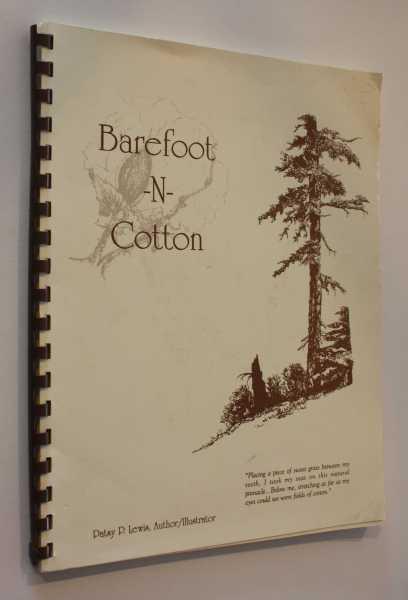 Barefoot
-N-
Cotton
"Placing a piece of sweet grass between my
teeth, I took my seat on this natural
pinnacle... Below me, stretching as far as my
eyes could see were fields of cotton."
Patsy P. Lewis, Author/Illustrator